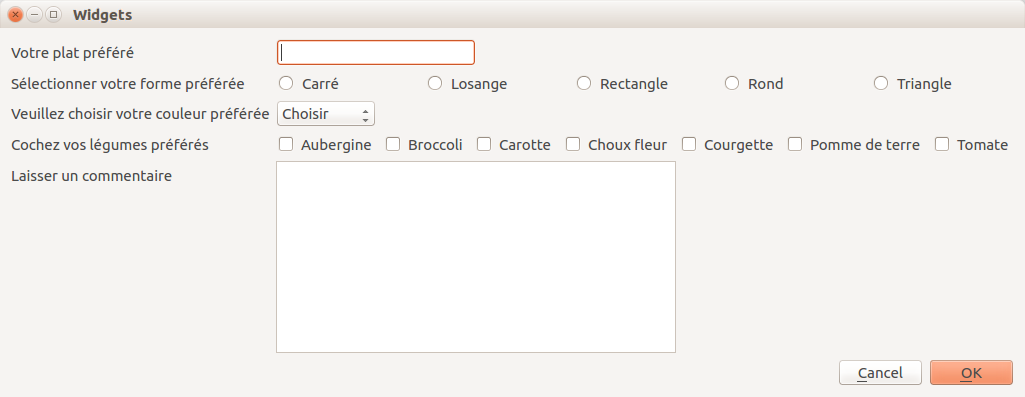 Widgets
Votre plat préféré
Sélectionner votre forme préférée Carré Losange Rectangle Rond Triangle
Veuillez choisir votre couleur préférée Choisir
Cochez vos légumes préférés Aubergine Broccoli Carotte Choux fleur Courgette Pomme de terre Tomate
Laisser un commentaire
Cancel OK